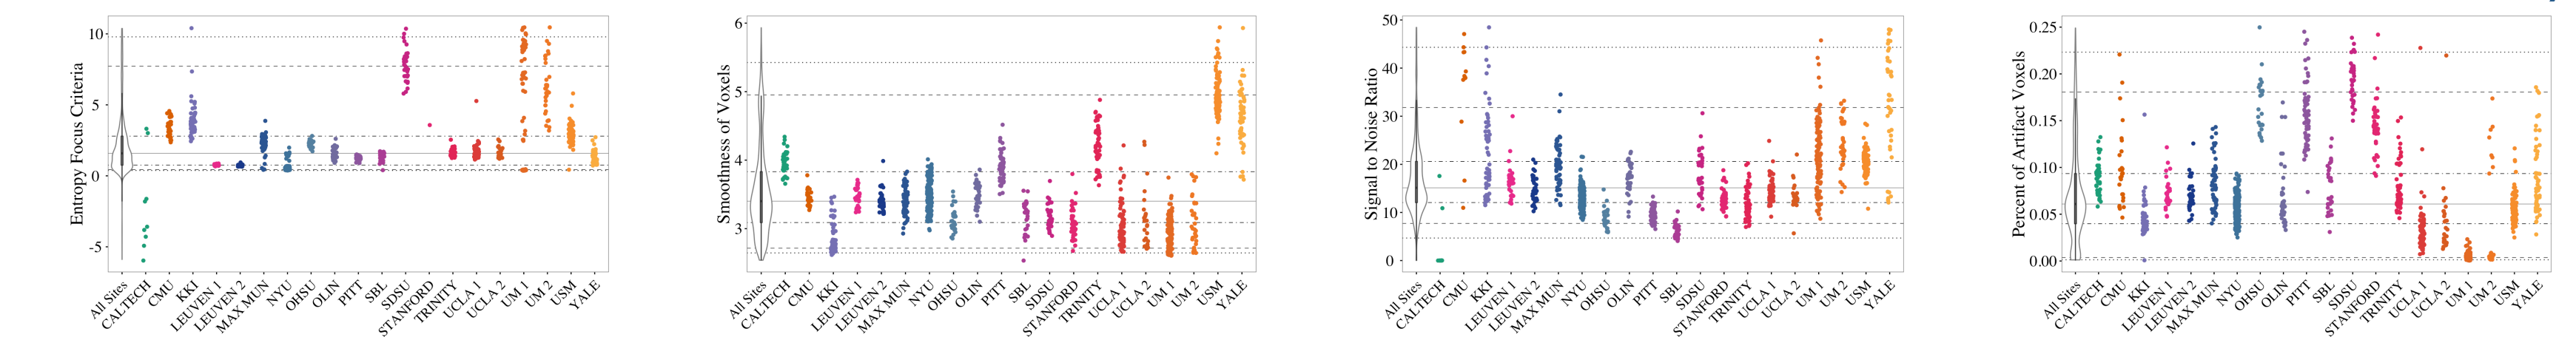 Entropy Focus Criteria
10
5
0
-5
All Sites
CALTECH
CMU
KKI
LEUVEN 1
LEUVEN 2
MAX MUN
NYU
OHSU
OLIN
PITT
SBL
SDSU
STANFORD
TRINITY
UCLA 1
UCLA 2
UM 1
UM 2
USM
YALE
Smoothness of Voxels
6
5
4
3
All Sites
CALTECH
CMU
KKI
LEUVEN 1
LEUVEN 2
MAX MUN
NYU
OHSU
OLIN
PITT
SBL
SDSU
STANFORD
TRINITY
UCLA 1
UCLA 2
UM 1
UM 2
USM
YALE
Signal to Noise Ratio
50
40
30
20
10
0
All Sites
CALTECH
CMU
KKI
LEUVEN 1
LEUVEN 2
MAX MUN
NYU
OHSU
OLIN
PITT
SBL
SDSU
STANFORD
TRINITY
UCLA 1
UCLA 2
UM 1
UM 2
USM
YALE
Percent of Artifact Voxels
0.25
0.20
0.15
0.10
0.05
0.00
All Sites
CALTECH
CMU
KKI
LEUVEN 1
LEUVEN 2
MAX MUN
NYU
OHSU
OLIN
PITT
SBL
SDSU
STANFORD
TRINITY
UCLA 1
UCLA 2
UM 1
UM 2
USM
YALE